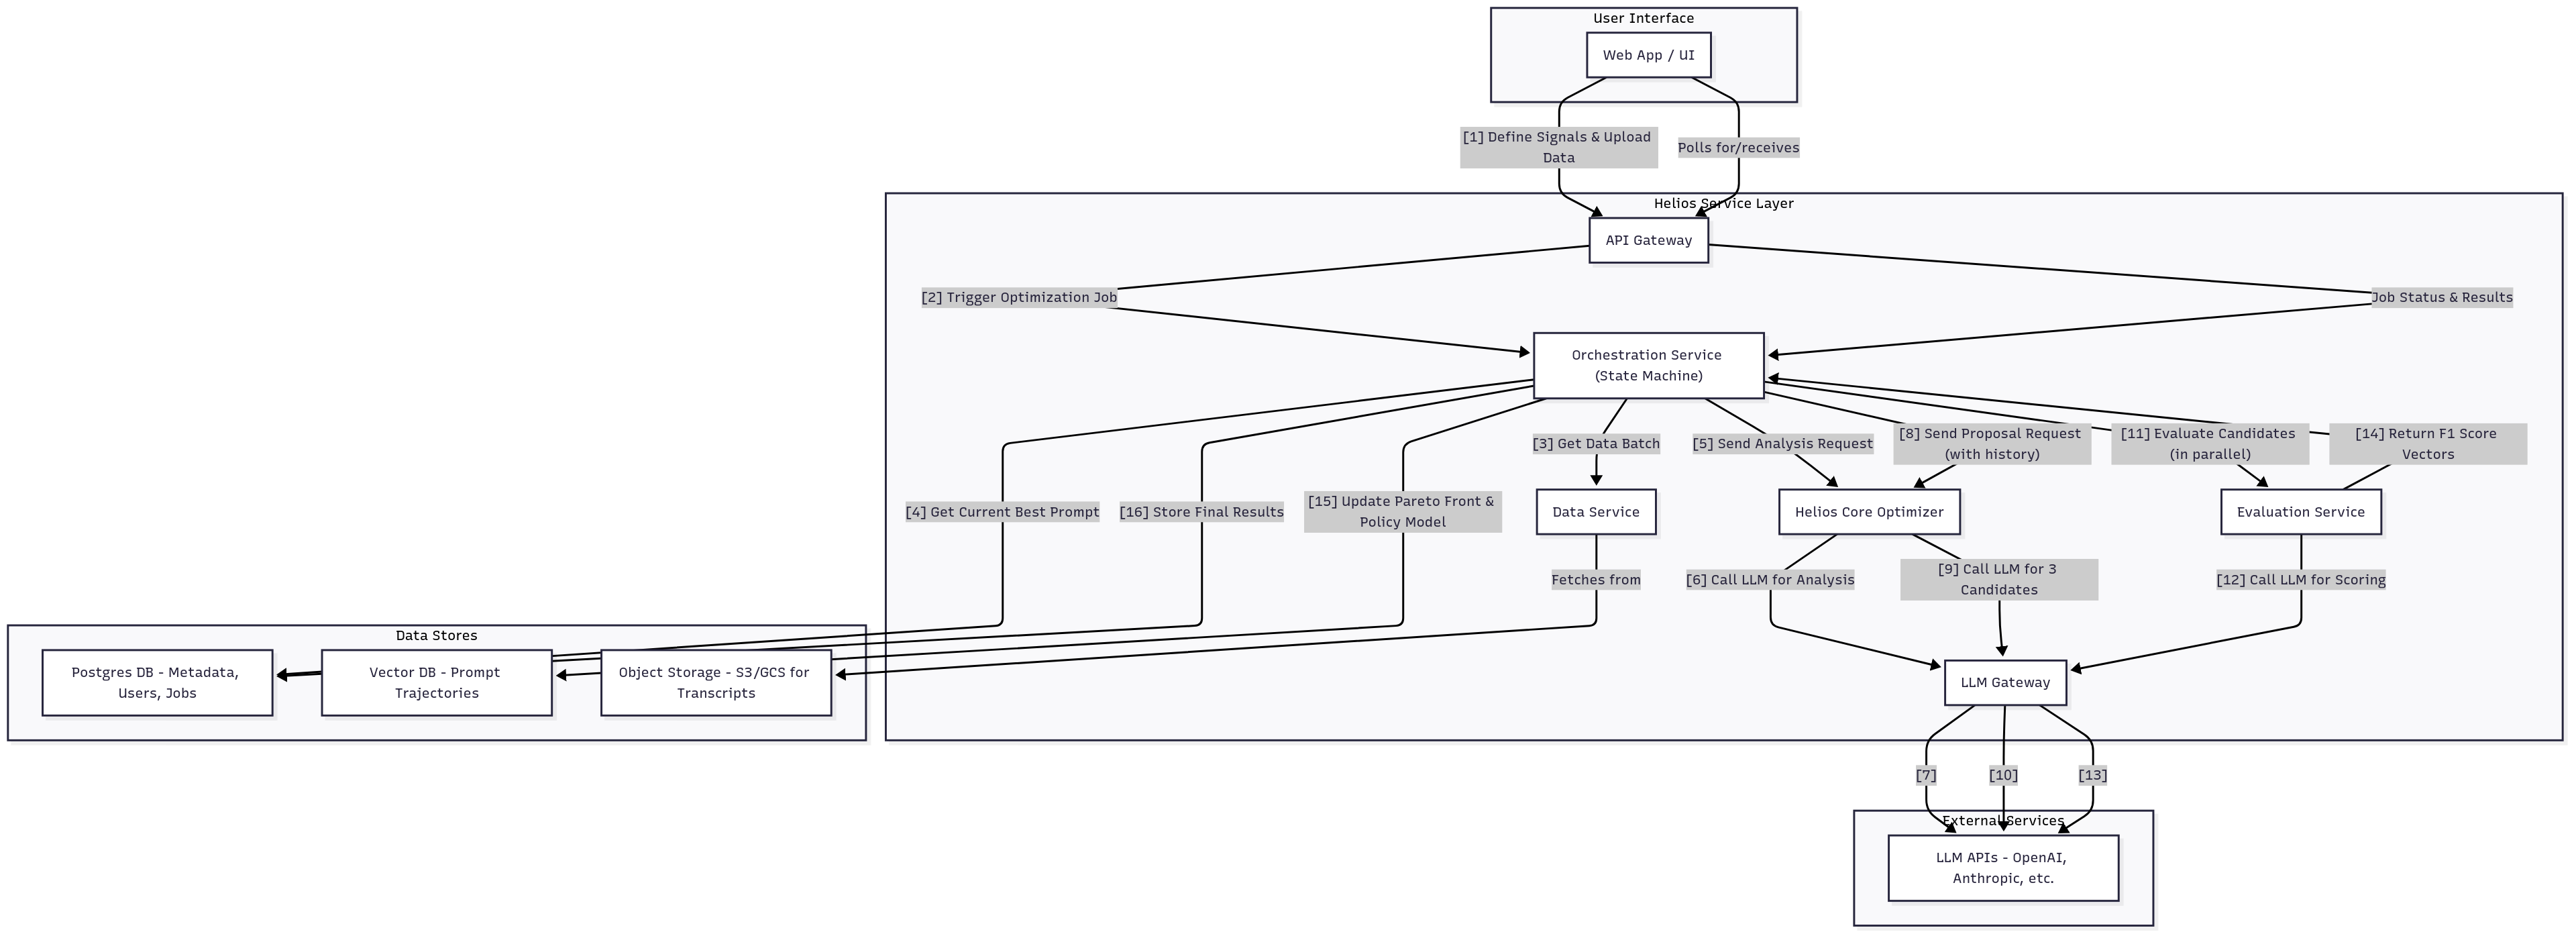 User Interface
Web App / UI
[1] Define Signals & Upload
Data
Polls for/receives
Helios Service Layer
API Gateway
[2] Trigger Optimization Job
Job Status & Results
Orchestration Service
(State Machine)
[3] Get Data Batch
[5] Send Analysis Request
[8] Send Proposal Request
(with history)
[11] Evaluate Candidates
(in parallel)
[14] Return F1 Score
Vectors
[4] Get Current Best Prompt
[16] Store Final Results
[15] Update Pareto Front &
Policy Model
Data Service
Helios Core Optimizer
Evaluation Service
Fetches from
[6] Call LLM for Analysis
[9] Call LLM for 3
Candidates
[12] Call LLM for Scoring
Data Stores
Postgres DB - Metadata,
Users, Jobs
Vector DB - Prompt
Trajectories
Object Storage - S3/GCS for
Transcripts
LLM Gateway
[7]
[10]
[13]
External Services
LLM APIs - OpenAI,
Anthropic, etc.